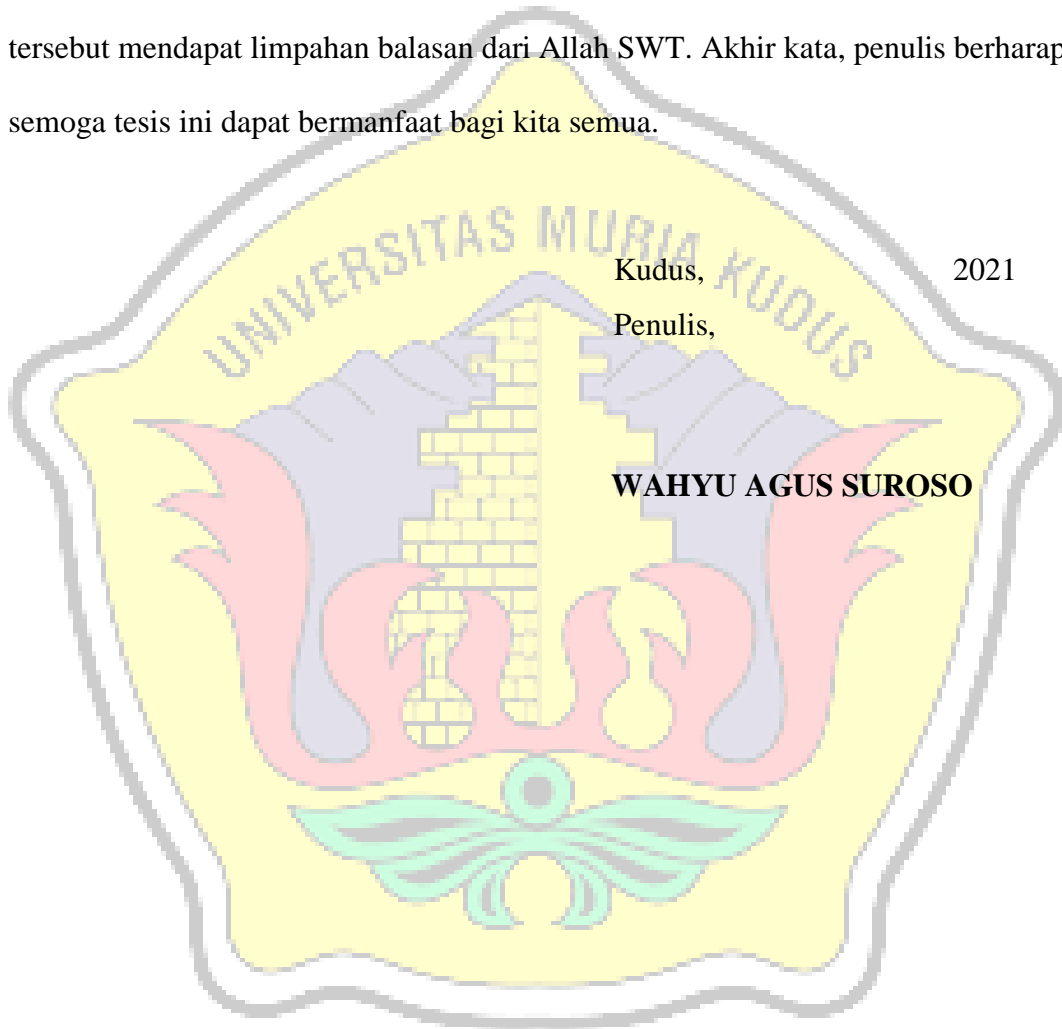 tersebut mendapat limpahan balasan dari Allah SWT. Akhir kata, penulis berharap
semoga tesis ini dapat bermanfaat bagi kita semua.
UNIVERSITAS MURIA KUDUS
Kudus, 2021
Penulis,
WAHYU AGUS SUROSO